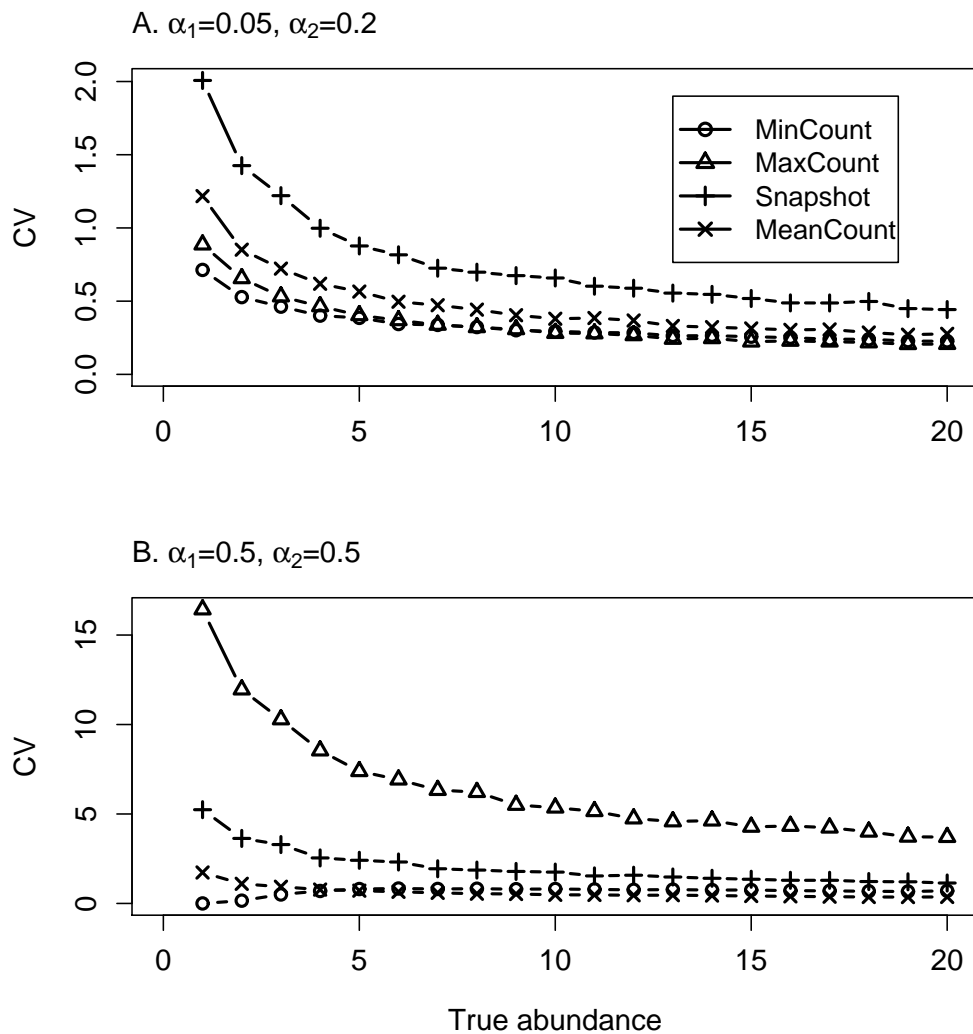 A. α₁=0.05, α₂=0.2
2.0
1.5
1.0
0.5
0.0
CV
MinCount
MaxCount
Snapshot
MeanCount
0 5 10 15 20
B. α₁=0.5, α₂=0.5
15
10
5
0
CV
0 5 10 15 20
True abundance